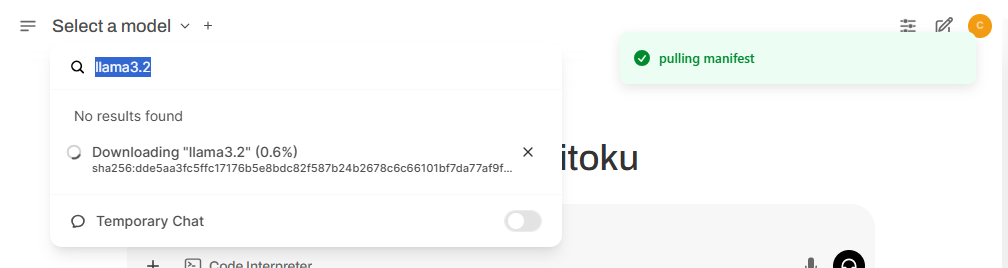 Select a model
C
llama3.2
pulling manifest
No results found
Downloading "llama3.2" (0.6%)
sha256:dde5aa3fc5ffc17176b5e8bdc82f587b24b2678c6c66101bf7da77af9f...
itoku
Temporary Chat
Code Interpreter